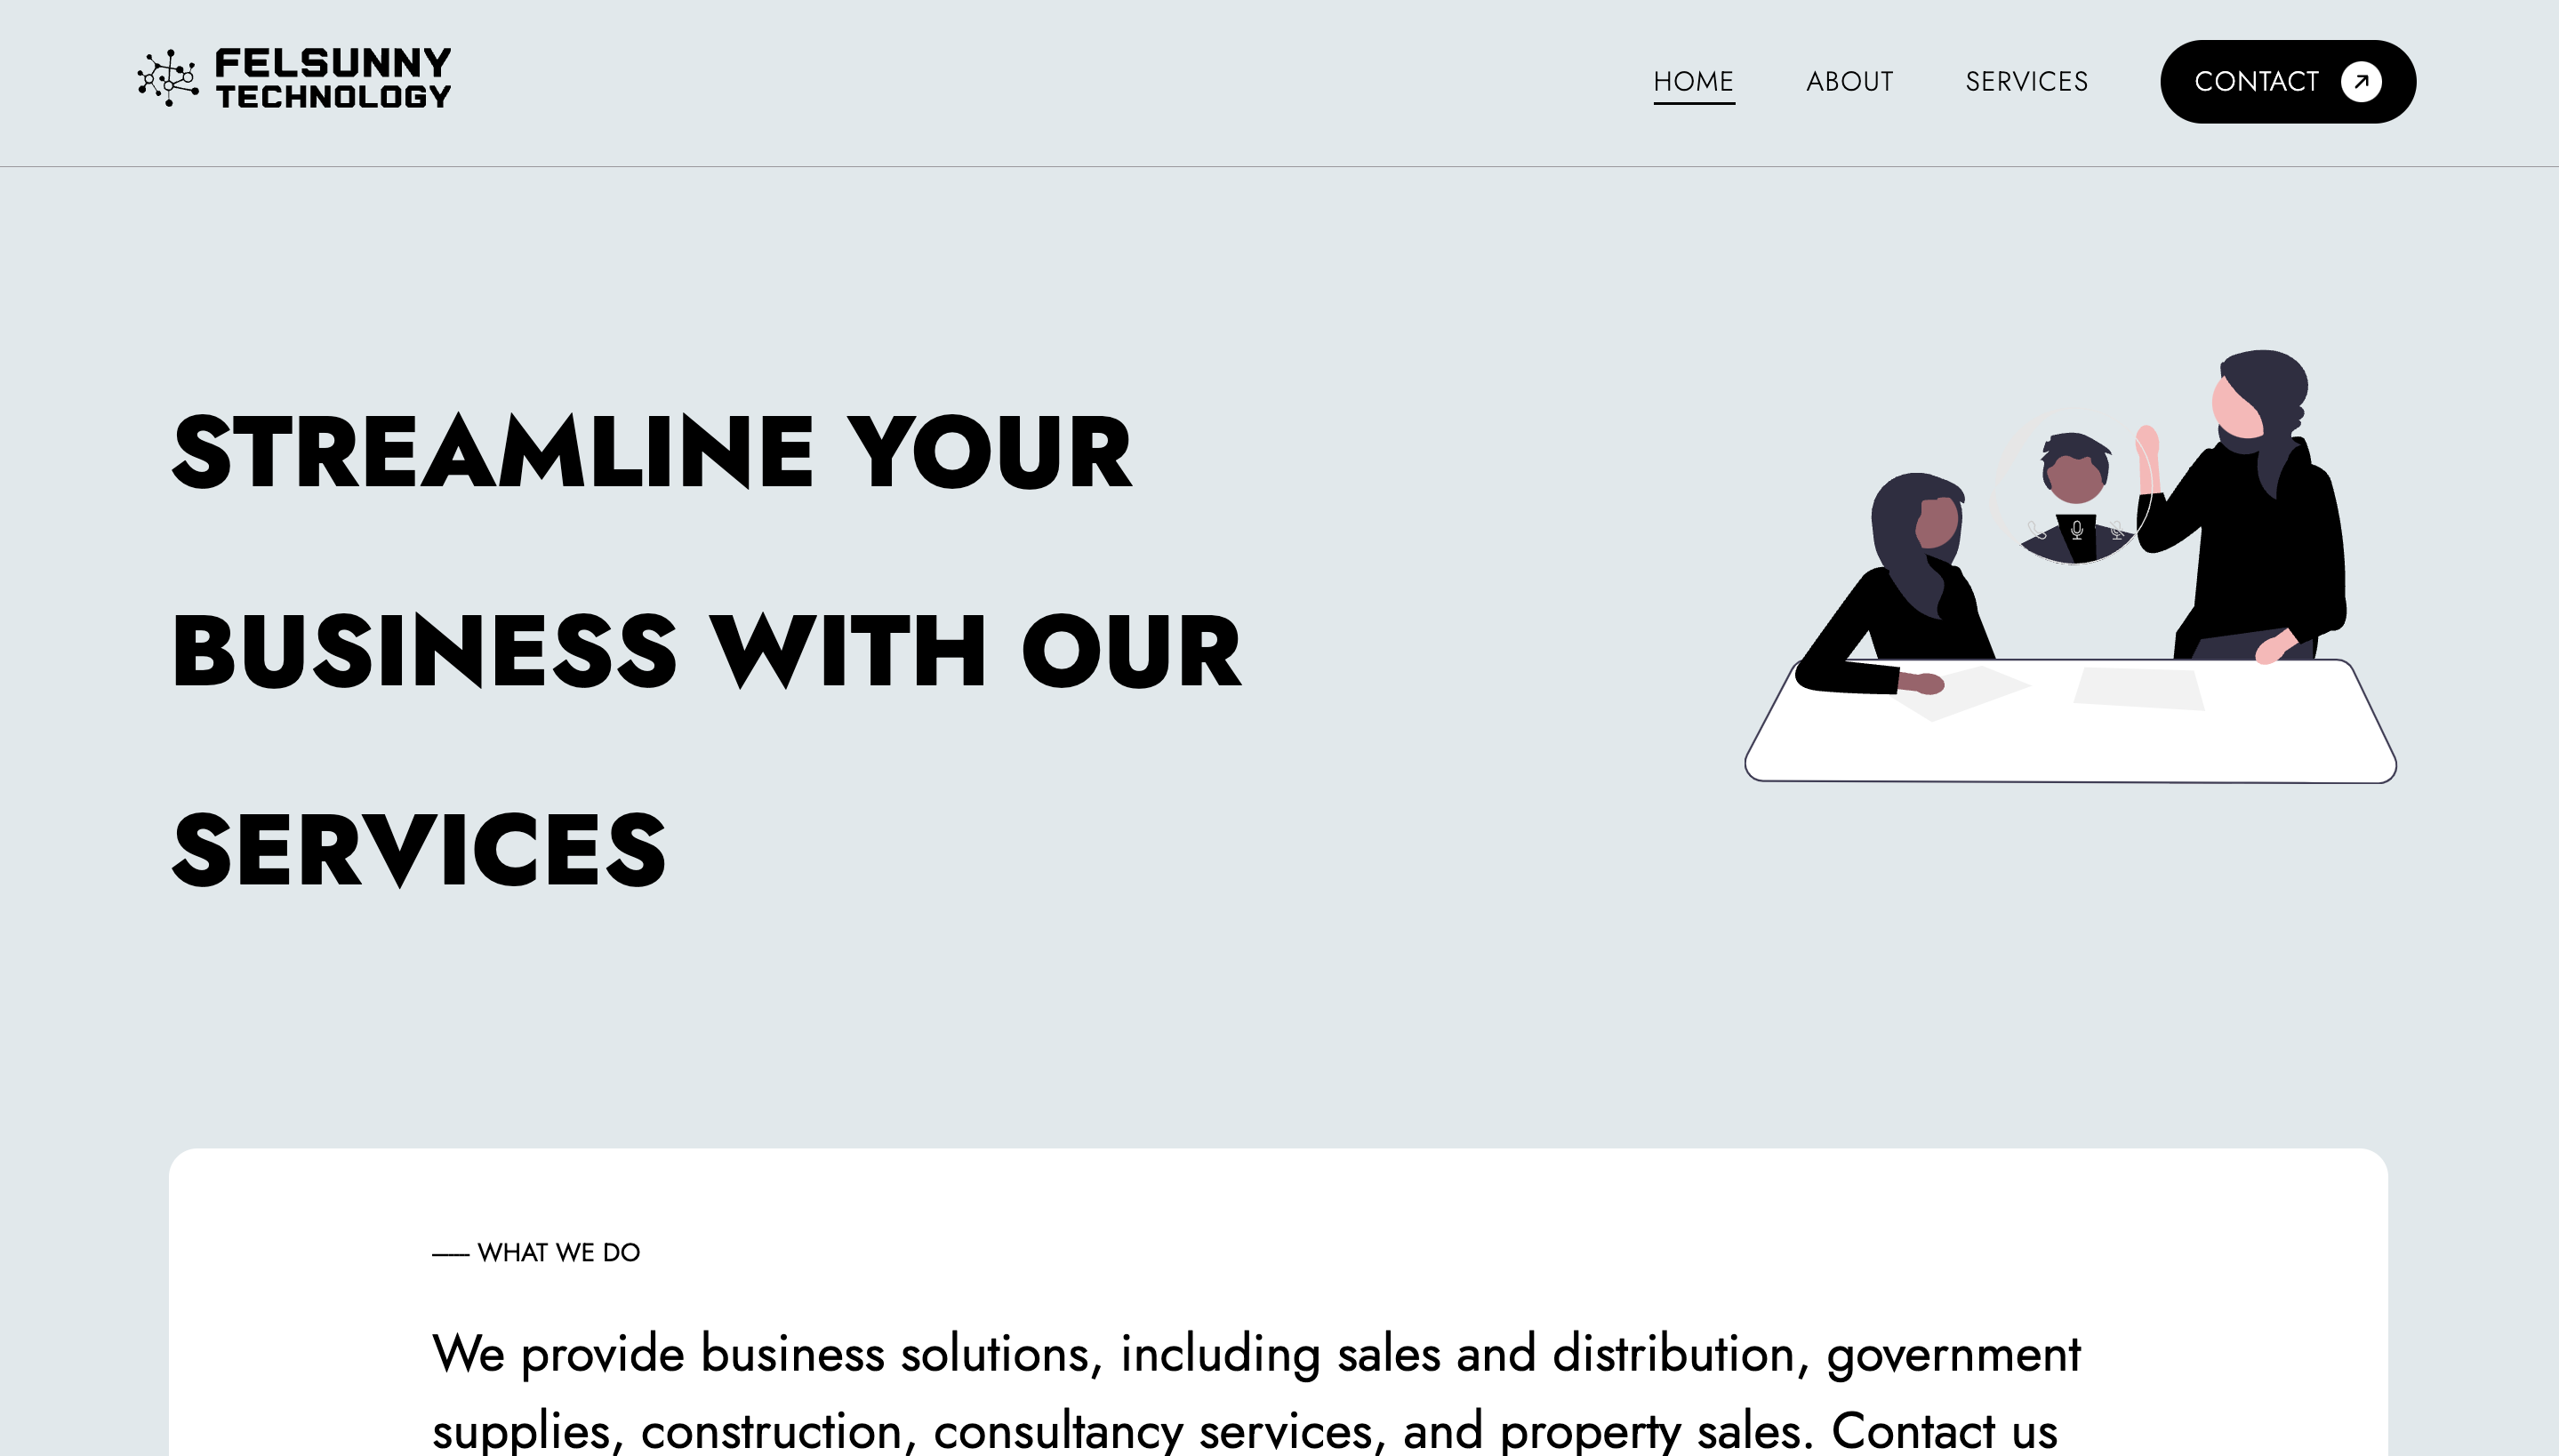 FELSUNNY
TECHNOLOGY
HOME
ABOUT
SERVICES
CONTACT
STREAMLINE YOUR
BUSINESS WITH OUR
SERVICES
WHAT WE DO
We provide business solutions, including sales and distribution, government
supplies, construction, consultancy services, and property sales. Contact us